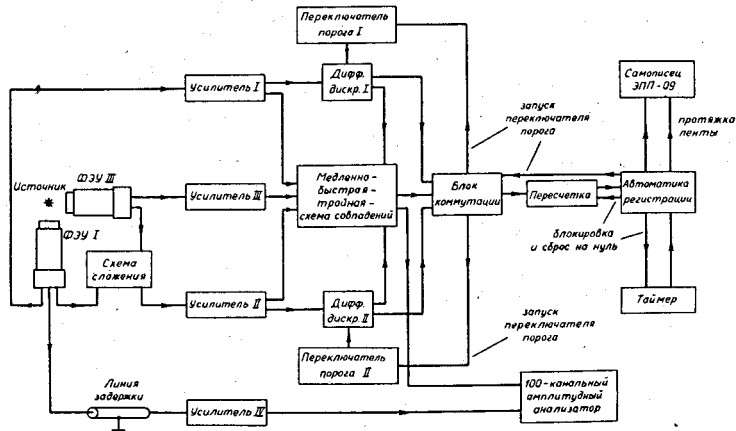 Переключатель
порога I
Усилитель I
Дифф.
дискр. I
Самописец
ЭПП-09
запуск
переключателя
порога
протяжка
ленты
Источник
ФЭУ III
Усилитель III
Медленно-
быстрая-
тройная-
схема совпадений
Блок
коммутации
Пересчетка
Автоматика
регистрации
ФЭУ I
блокировка
и сброс на нуль
Схема
сложения
Усилитель II
Дифф.
дискр. II
Таймер
запуск
переключателя
порога
Переключатель
порога II
Линия
задержки
Усилитель IV
100-канальный
амплитудный
анализатор